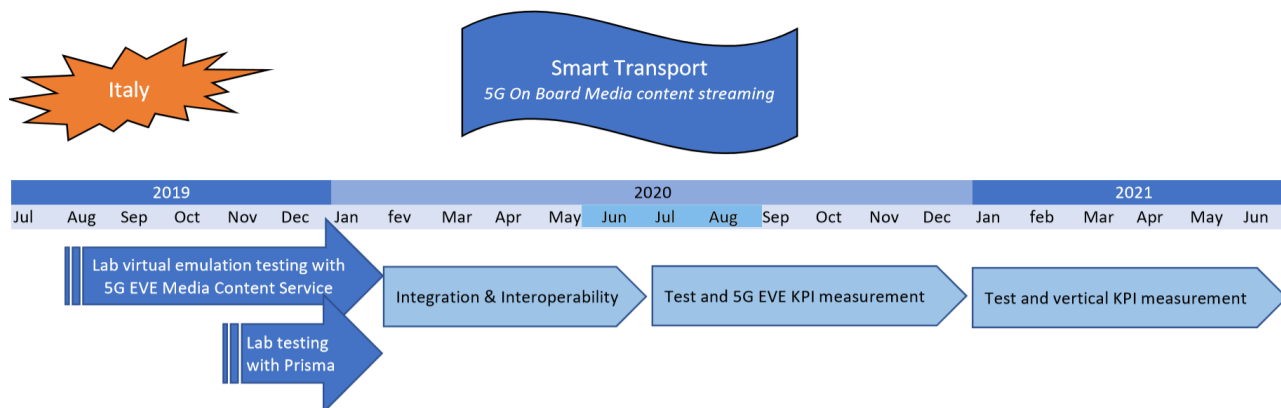 Italy
Smart Transport
5G On Board Media content streaming
2019 2020 2021
Jul Aug Sep Oct Nov Dec Jan fev Mar Apr May Jun Jul Aug Sep Oct Nov Dec Jan feb Mar Apr May Jun
Lab virtual emulation testing with
5G EVE Media Content Service
Integration & Interoperability
Test and 5G EVE KPI measurement
Test and vertical KPI measurement
Lab testing
with Prisma